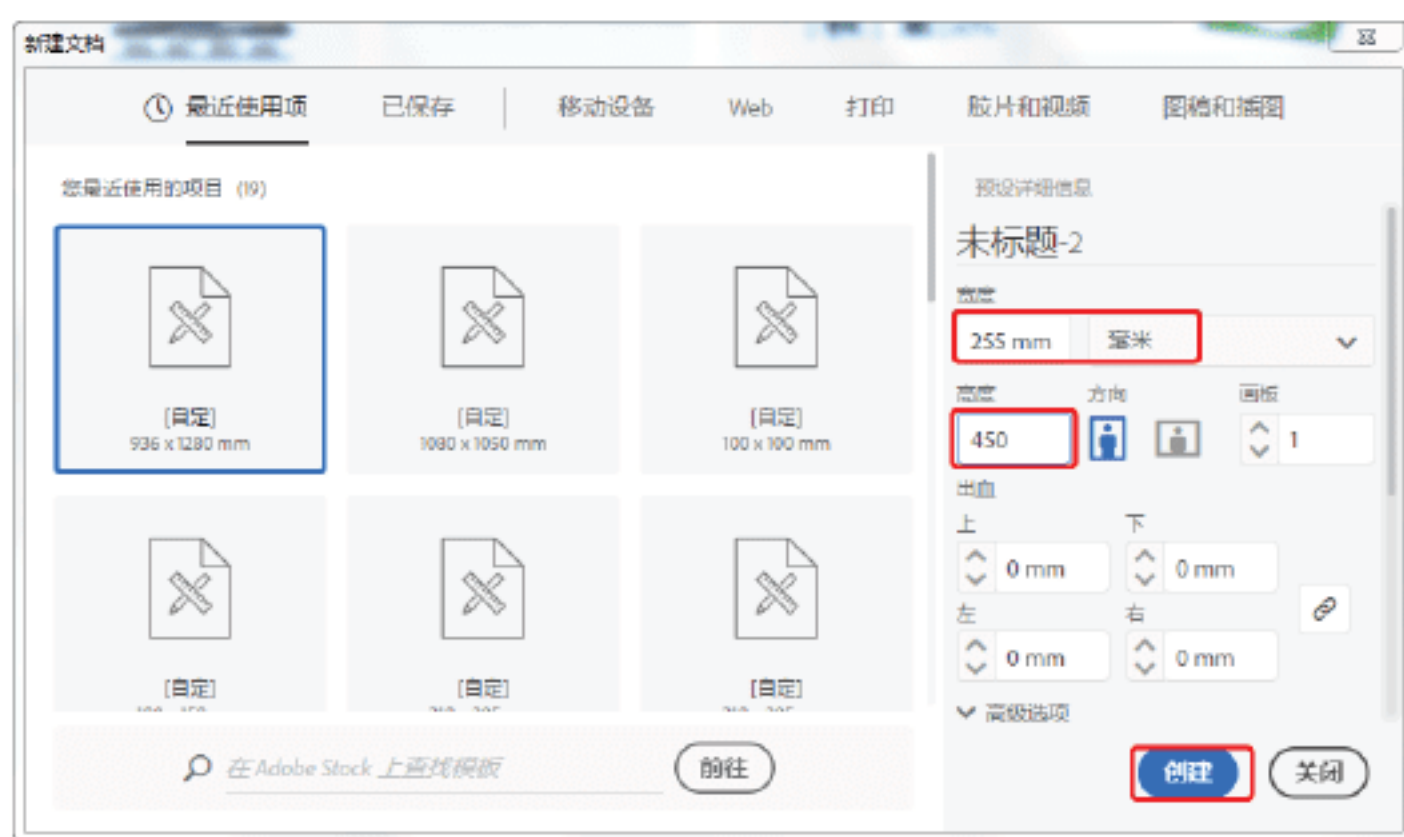 新建文档
最近使用项 已保存 移动设备 Web 打印 胶片和视频 图稿和插图
您最近使用的项目 (19)
预设详细信息
未标题-2
宽度
255 mm 毫米
高度 方向 画板
450 1
[自定] [自定] [自定]
936 x 1280 mm 1080 x 1050 mm 100 x 100 mm
出血
上 下
0 mm 0 mm
左 右
0 mm 0 mm
[自定] [自定] [自定]
高级选项
在 Adobe Stock 上查找模板 前往
创建 关闭